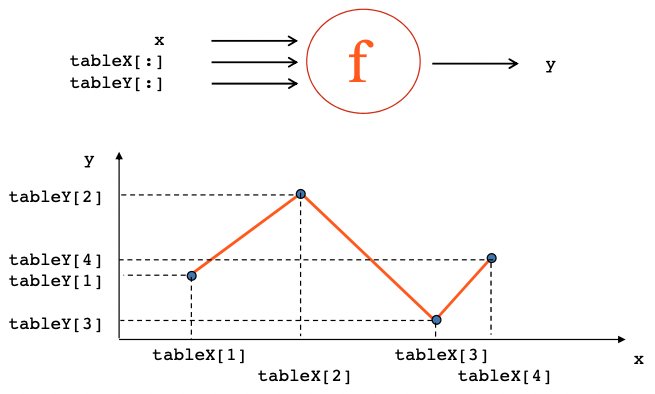 x
tableX[:]
tableY[:]
f
y
y
tableY[2]
tableY[4]
tableY[1]
tableY[3]
tableX[1]
tableX[3]
x
tableX[2]
tableX[4]